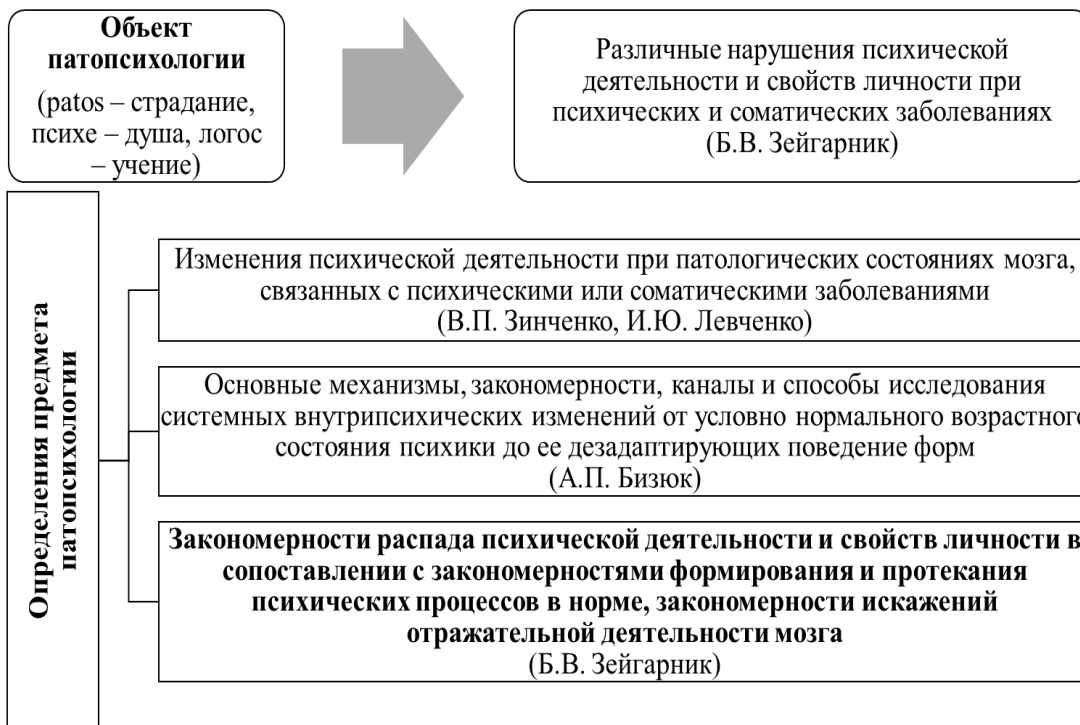 Объект
патопсихологии
(patos – страдание,
психе – душа, логос
– учение)
Различные нарушения психической
деятельности и свойств личности при
психических и соматических заболеваниях
(Б.В. Зейгарник)
Определения предмета
патопсихологии
Изменения психической деятельности при патологических состояниях мозга,
связанных с психическими или соматическими заболеваниями
(В.П. Зинченко, И.Ю. Левченко)
Основные механизмы, закономерности, каналы и способы исследования
системных внутрипсихических изменений от условно нормального возрастного
состояния психики до ее дезадаптирующих поведение форм
(А.П. Бизюк)
Закономерности распада психической деятельности и свойств личности в
сопоставлении с закономерностями формирования и протекания
психических процессов в норме, закономерности искажений
отражательной деятельности мозга
(Б.В. Зейгарник)